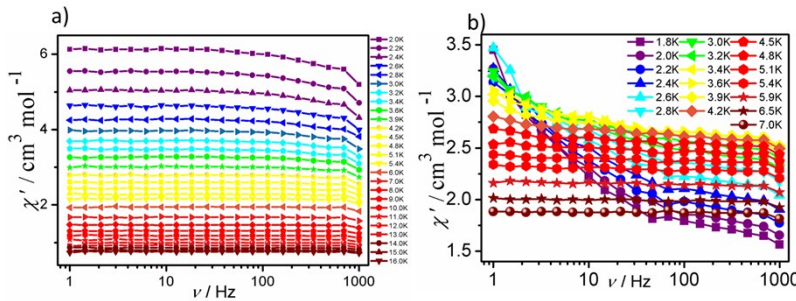 a)
χ′ / cm³ mol⁻¹
6
4
2
1
10
100
1000
ν / Hz
2.0K
2.2K
2.4K
2.6K
2.8K
3.0K
3.2K
3.4K
3.6K
3.9K
4.2K
4.5K
4.8K
5.1K
5.4K
6.0K
7.0K
8.0K
9.0K
10.0K
11.0K
12.0K
13.0K
14.0K
15.0K
16.0K
b)
χ′ / cm³ mol⁻¹
3.5
3.0
2.5
2.0
1.5
1.8K 3.0K 4.5K
2.0K 3.2K 4.8K
2.2K 3.4K 5.1K
2.4K 3.6K 5.4K
2.6K 3.9K 5.9K
2.8K 4.2K 6.5K
7.0K
1
10
100
1000
ν / Hz